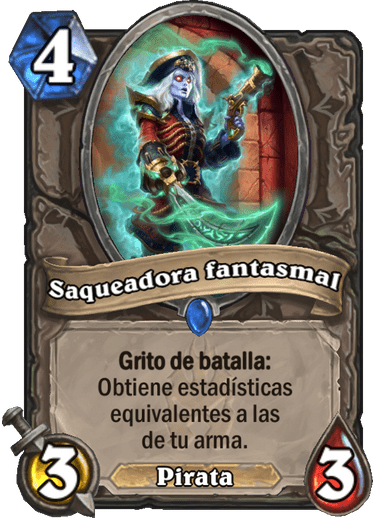 4
Saqueadora fantasmal
Grito de batalla:
Obtiene estadísticas
equivalentes a las
de tu arma.
3
Pirata
3